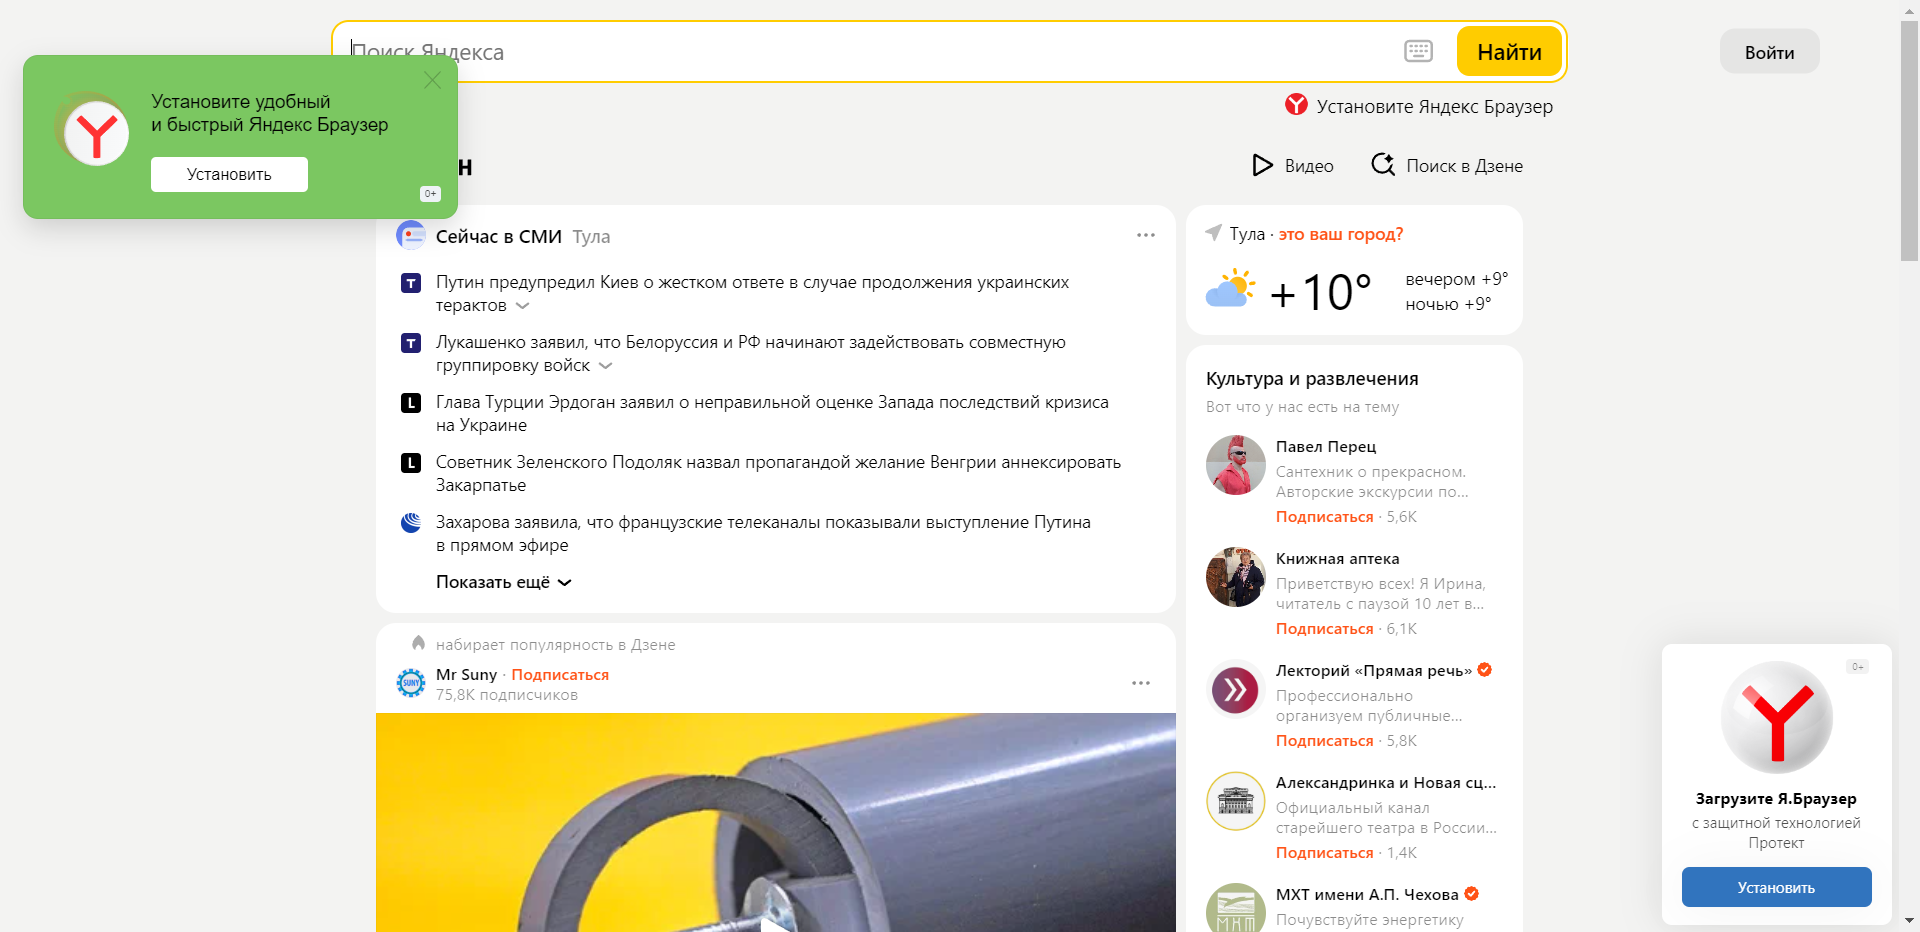 Поиск Яндекса
Найти
Войти
Установите удобный
и быстрый Яндекс Браузер
Установить
0+
Установите Яндекс Браузер
н
Видео
Поиск в Дзене
Сейчас в СМИ Тула
Путин предупредил Киев о жестком ответе в случае продолжения украинских
терактов
Лукашенко заявил, что Белоруссия и РФ начинают задействовать совместную
группировку войск
Глава Турции Эрдоган заявил о неправильной оценке Запада последствий кризиса
на Украине
Советник Зеленского Подоляк назвал пропагандой желание Венгрии аннексировать
Закарпатье
Захарова заявила, что французские телеканалы показывали выступление Путина
в прямом эфире
Показать ещё
набирает популярность в Дзене
SUNY
Mr Suny · Подписаться
75,8K подписчиков
Тула · это ваш город?
+10°
вечером +9°
ночью +9°
Культура и развлечения
Вот что у нас есть на тему
Павел Перец
Сантехник о прекрасном.
Авторские экскурсии по...
Подписаться · 5,6K
Книжная аптека
Приветствую всех! Я Ирина,
читатель с паузой 10 лет в...
Подписаться · 6,1K
Лекторий «Прямая речь»
Профессионально
организуем публичные...
Подписаться · 5,8K
Александринка и Новая сц...
Официальный канал
старейшего театра в России...
Подписаться · 1,4K
МХТ
МХТ имени А.П. Чехова
Почувствуйте энергетику
0+
Загрузите Я.Браузер
с защитной технологией
Протект
Установить